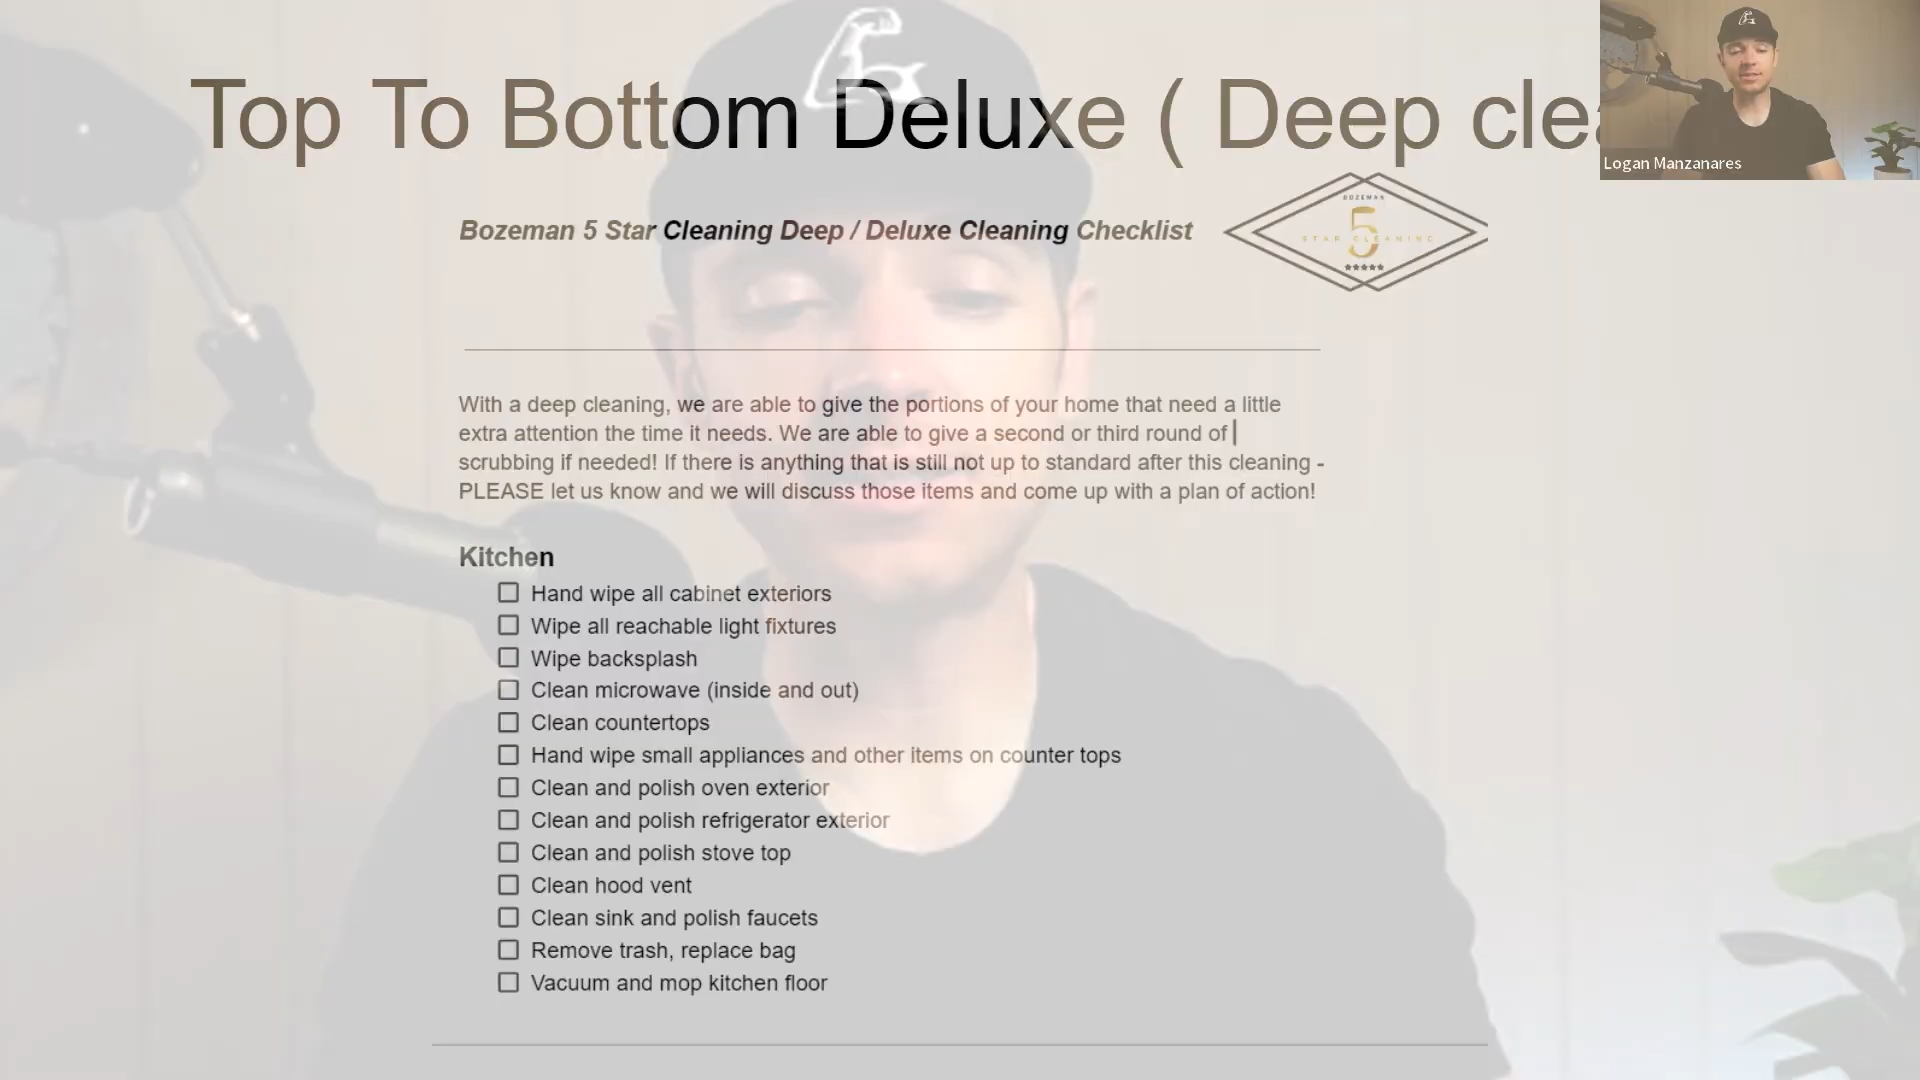 Top To Bottom Deluxe ( Deep clea
Logan Manzanares
Bozeman 5 Star Cleaning Deep / Deluxe Cleaning Checklist
BOZEMAN
5
STAR CLEANING
With a deep cleaning, we are able to give the portions of your home that need a little
extra attention the time it needs. We are able to give a second or third round of
scrubbing if needed! If there is anything that is still not up to standard after this cleaning -
PLEASE let us know and we will discuss those items and come up with a plan of action!
Kitchen
Hand wipe all cabinet exteriors
Wipe all reachable light fixtures
Wipe backsplash
Clean microwave (inside and out)
Clean countertops
Hand wipe small appliances and other items on counter tops
Clean and polish oven exterior
Clean and polish refrigerator exterior
Clean and polish stove top
Clean hood vent
Clean sink and polish faucets
Remove trash, replace bag
Vacuum and mop kitchen floor